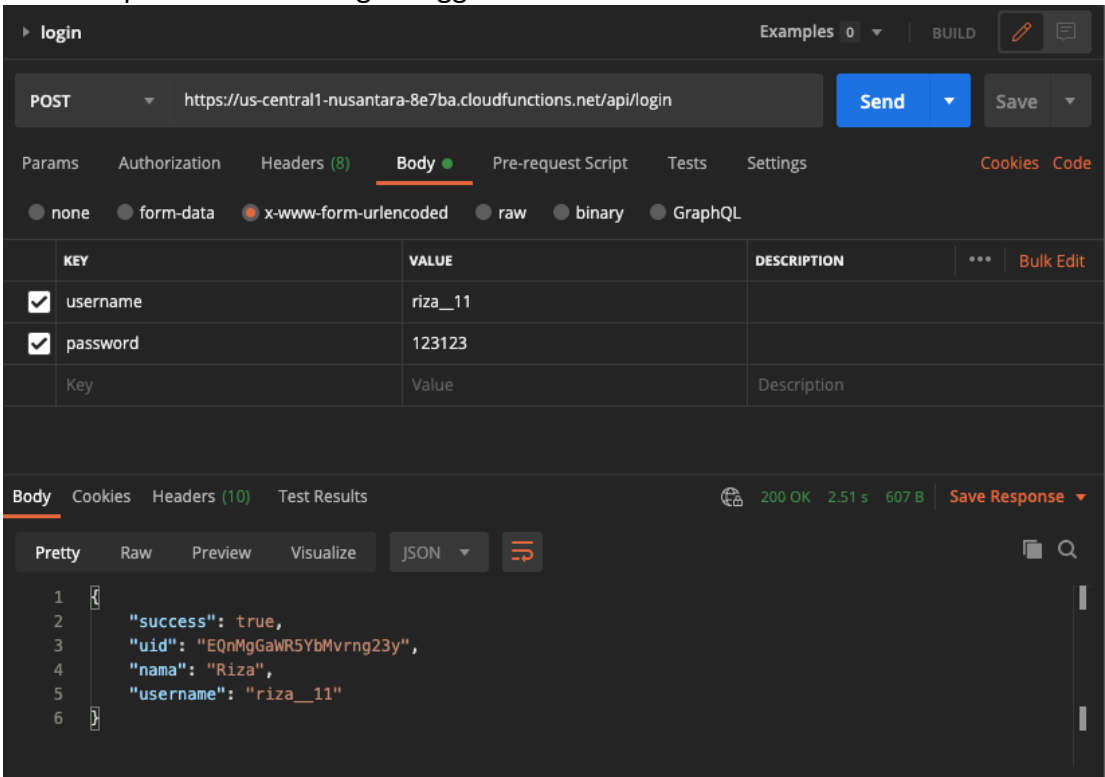 login Examples 0 BUILD
POST https://us-central1-nusantara-8e7ba.cloudfunctions.net/api/login Send Save
Params Authorization Headers (8) Body Pre-request Script Tests Settings Cookies Code
none form-data x-www-form-urlencoded raw binary GraphQL
KEY VALUE DESCRIPTION ••• Bulk Edit
username riza__11
password 123123
Key Value Description
Body Cookies Headers (10) Test Results 200 OK 2.51 s 607 B Save Response
Pretty Raw Preview Visualize JSON
1 {
2 "success": true,
3 "uid": "EQnMgGaWR5YbMvrng23y",
4 "nama": "Riza",
5 "username": "riza__11"
6 }